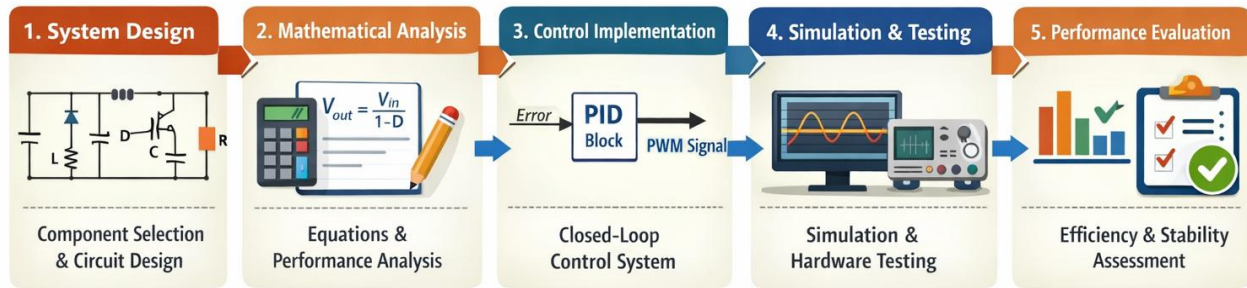 1. System Design
L
D
C
R
Component Selection
& Circuit Design
2. Mathematical Analysis
V_out = V_in / 1-D
Equations &
Performance Analysis
3. Control Implementation
Error
PID
Block
PWM Signal
Closed-Loop
Control System
4. Simulation & Testing
Simulation &
Hardware Testing
5. Performance Evaluation
Efficiency & Stability
Assessment